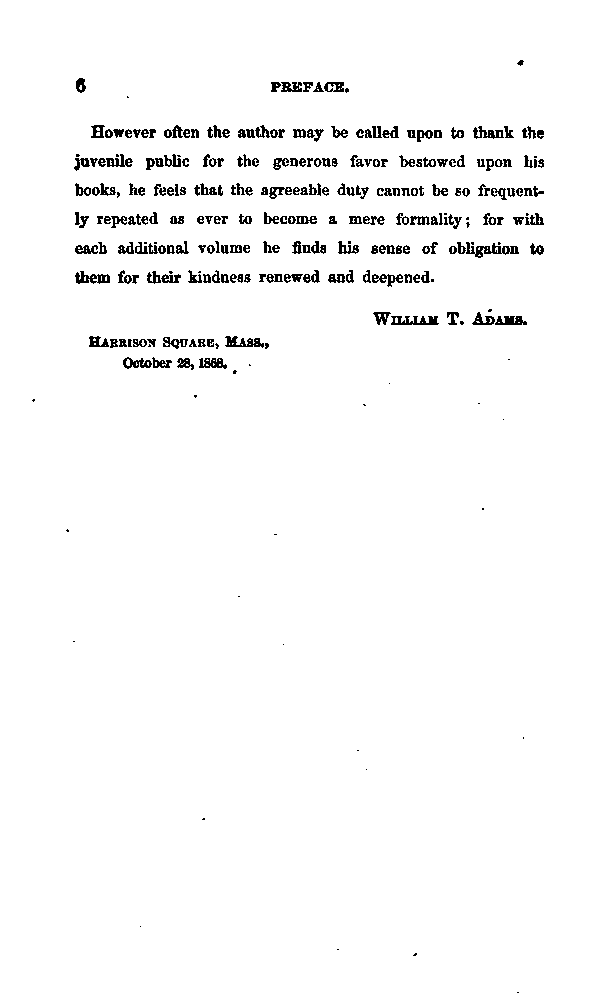 6 PREFACE.
However often the author may be called upon to thank the
juvenile public for the generous favor bestowed upon his
books, he feels that the agreeable duty cannot be so frequent-
ly repeated as ever to become a mere formality; for with
each additional volume he finds his sense of obligation to
them for their kindness renewed and deepened.
WILLIAM T. ADAMS.
HARRISON SQUARE, MASS.,
October 28, 1868.